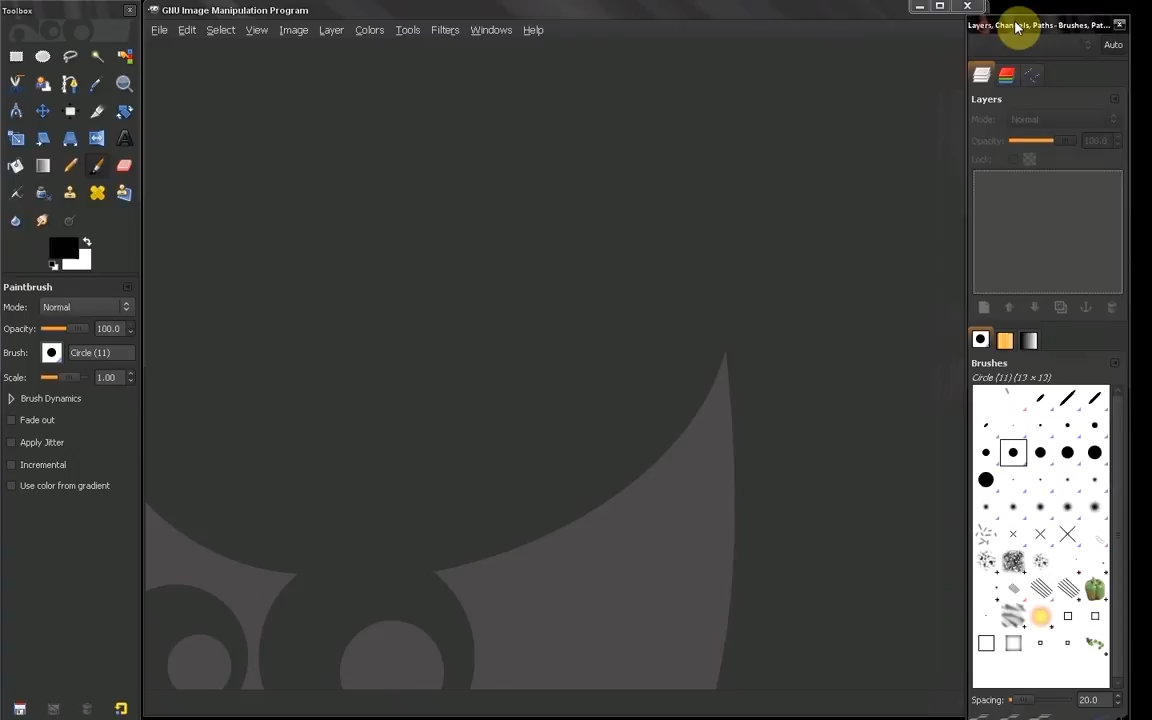 Toolbox
GNU Image Manipulation Program
File Edit Select View Image Layer Colors Tools Filters Windows Help
Layers, Channels, Paths - Brushes, Pat...
Auto
Layers
Mode: Normal
Opacity: 100.0
Lock:
Paintbrush
Mode: Normal
Opacity: 100.0
Brush: Circle (11)
Scale: 1.00
Brush Dynamics
Fade out
Apply Jitter
Incremental
Use color from gradient
Brushes
Circle (11) (13 × 13)
Spacing: 20.0